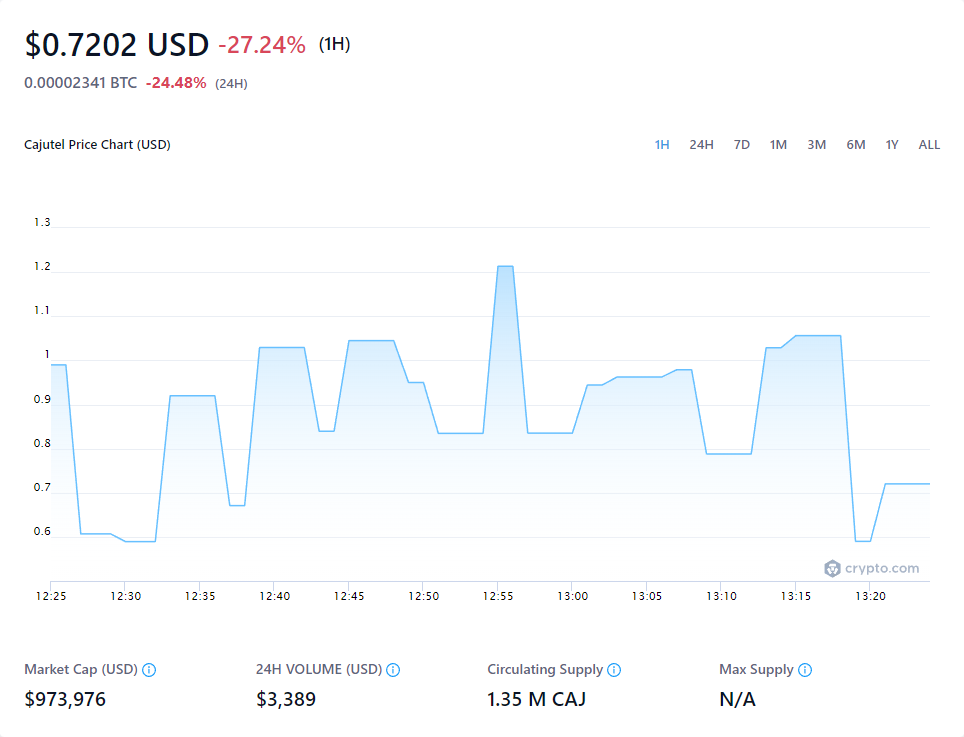 $0.7202 USD -27.24% (1H)
0.00002341 BTC -24.48% (24H)
Cajutel Price Chart (USD) 1H 24H 7D 1M 3M 6M 1Y ALL
1.3
1.2
1.1
1
0.9
0.8
0.7
0.6
crypto.com
12:25 12:30 12:35 12:40 12:45 12:50 12:55 13:00 13:05 13:10 13:15 13:20
Market Cap (USD) 24H VOLUME (USD) Circulating Supply Max Supply
$973,976 $3,389 1.35 M CAJ N/A